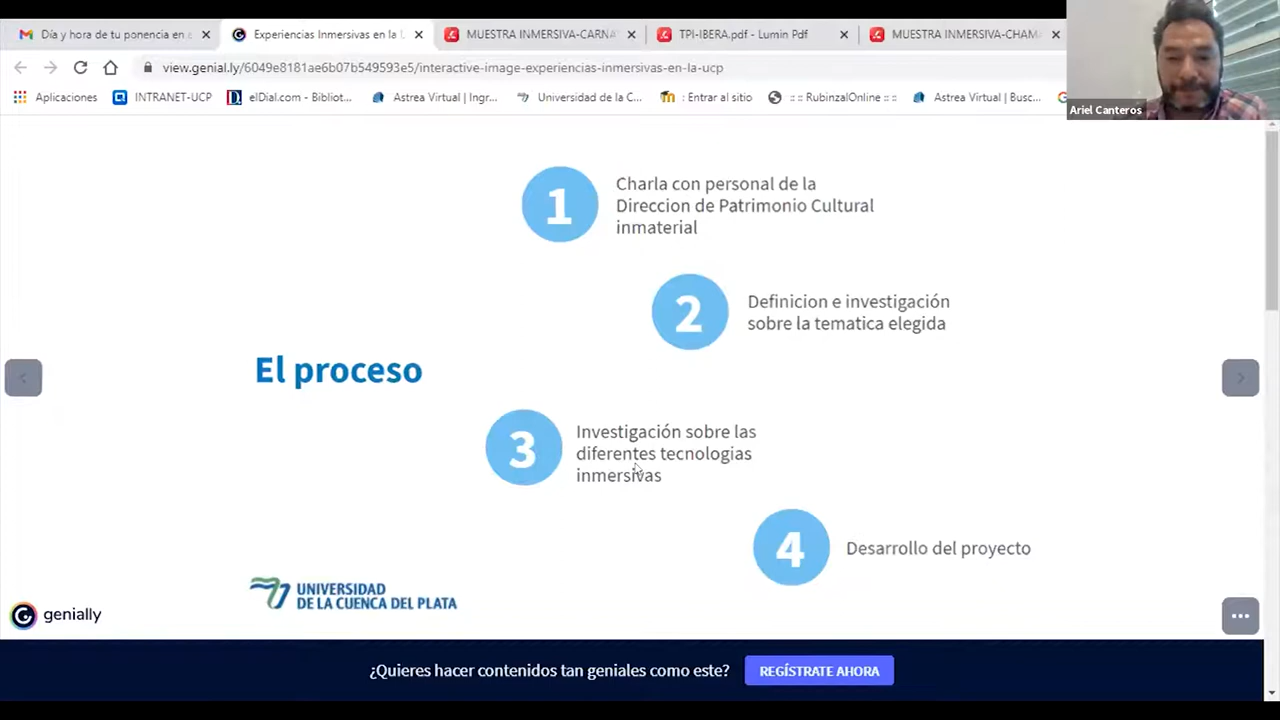 Día y hora de tu ponencia en e
Experiencias Inmersivas en la U
MUESTRA INMERSIVA-CARNA
TPI-IBERA.pdf - Lumin Pdf
MUESTRA INMERSIVA-CHAM
view.genial.ly/6049e8181ae6b07b549593e5/interactive-image-experiencias-inmersivas-en-la-ucp
Aplicaciones
INTRANET-UCP
elDial.com - Bibliot...
Astrea Virtual | Ingr...
Universidad de la C...
: Entrar al sitio
:: :: RubinzalOnline :: ::
Astrea Virtual | Busc...
Ariel Canteros
1
Charla con personal de la
Direccion de Patrimonio Cultural
inmaterial
2
Definicion e investigación
sobre la tematica elegida
El proceso
3
Investigación sobre las
diferentes tecnologias
inmersivas
4
Desarrollo del proyecto
UNIVERSIDAD
DE LA CUENCA DEL PLATA
genially
¿Quieres hacer contenidos tan geniales como este?
REGÍSTRATE AHORA